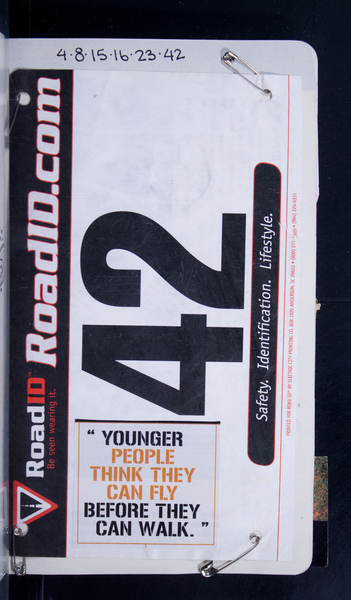 4·8·15·16·23·42
RoadID.com
RoadID™
Be seen wearing it.
42
Safety. Identification. Lifestyle.
“ YOUNGER
PEOPLE
THINK THEY
CAN FLY
BEFORE THEY
CAN WALK. ”